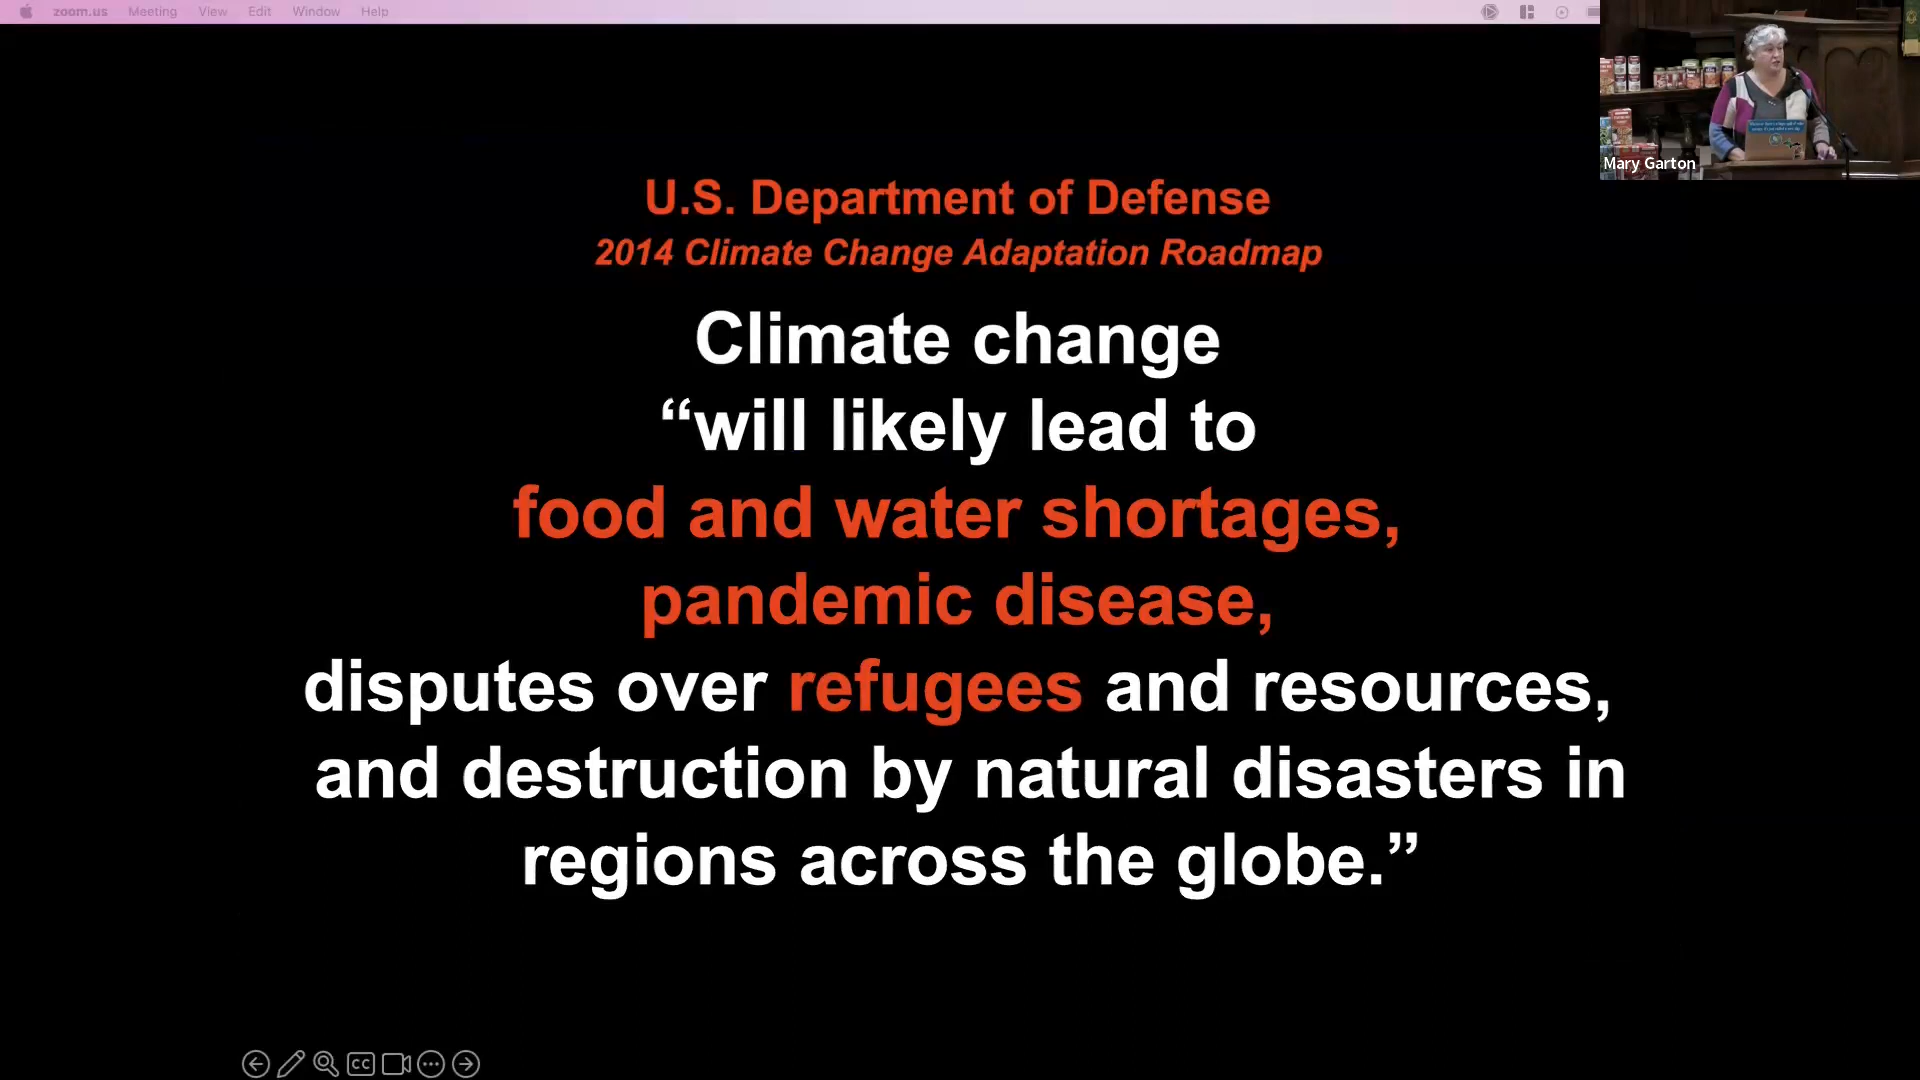 zoom.us Meeting View Edit Window Help
Mary Garton
U.S. Department of Defense
2014 Climate Change Adaptation Roadmap
Climate change
“will likely lead to
food and water shortages,
pandemic disease,
disputes over refugees and resources,
and destruction by natural disasters in
regions across the globe.”
CC